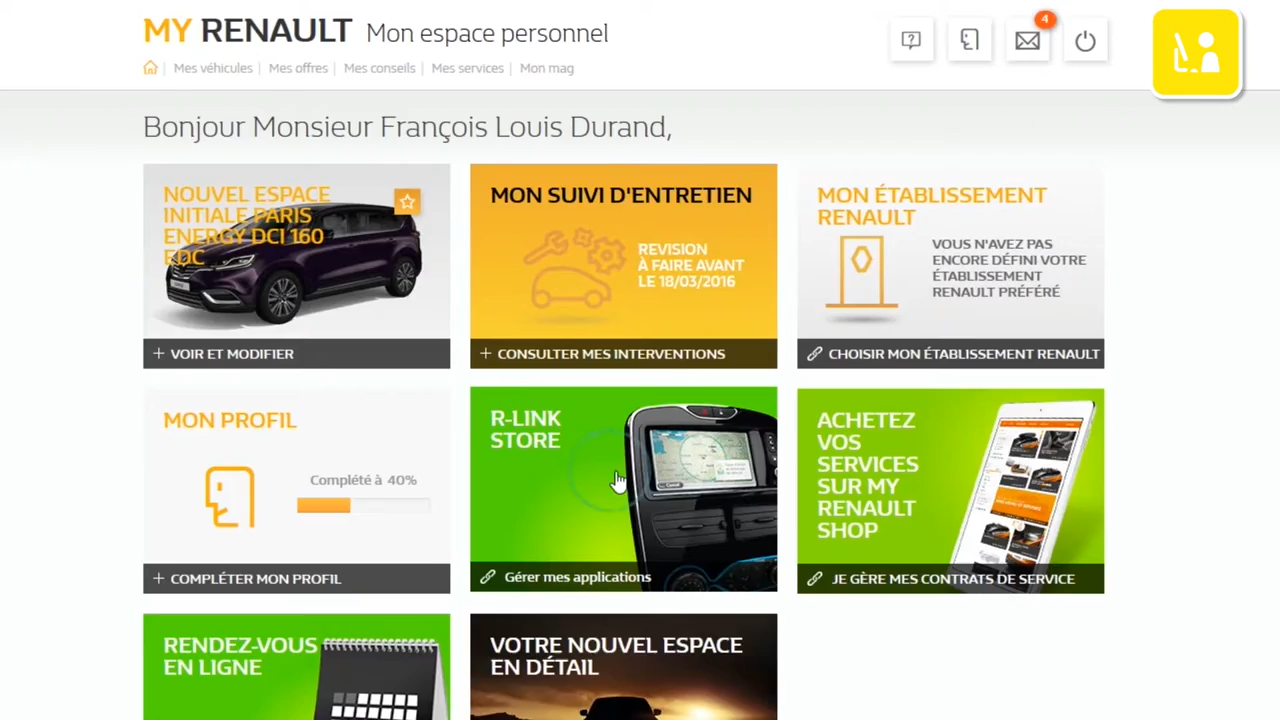 MY RENAULT Mon espace personnel
4
Mes véhicules | Mes offres | Mes conseils | Mes services | Mon mag
Bonjour Monsieur François Louis Durand,
NOUVEL ESPACE
INITIALE PARIS
ENERGY DCI 160
EDC
+ VOIR ET MODIFIER
MON SUIVI D'ENTRETIEN
REVISION
À FAIRE AVANT
LE 18/03/2016
+ CONSULTER MES INTERVENTIONS
MON ÉTABLISSEMENT
RENAULT
VOUS N'AVEZ PAS
ENCORE DÉFINI VOTRE
ÉTABLISSEMENT
RENAULT PRÉFÉRÉ
CHOISIR MON ÉTABLISSEMENT RENAULT
MON PROFIL
Complété à 40%
+ COMPLÉTER MON PROFIL
R-LINK
STORE
Gérer mes applications
ACHETEZ
VOS
SERVICES
SUR MY
RENAULT
SHOP
JE GÈRE MES CONTRATS DE SERVICE
RENDEZ-VOUS
EN LIGNE
VOTRE NOUVEL ESPACE
EN DÉTAIL